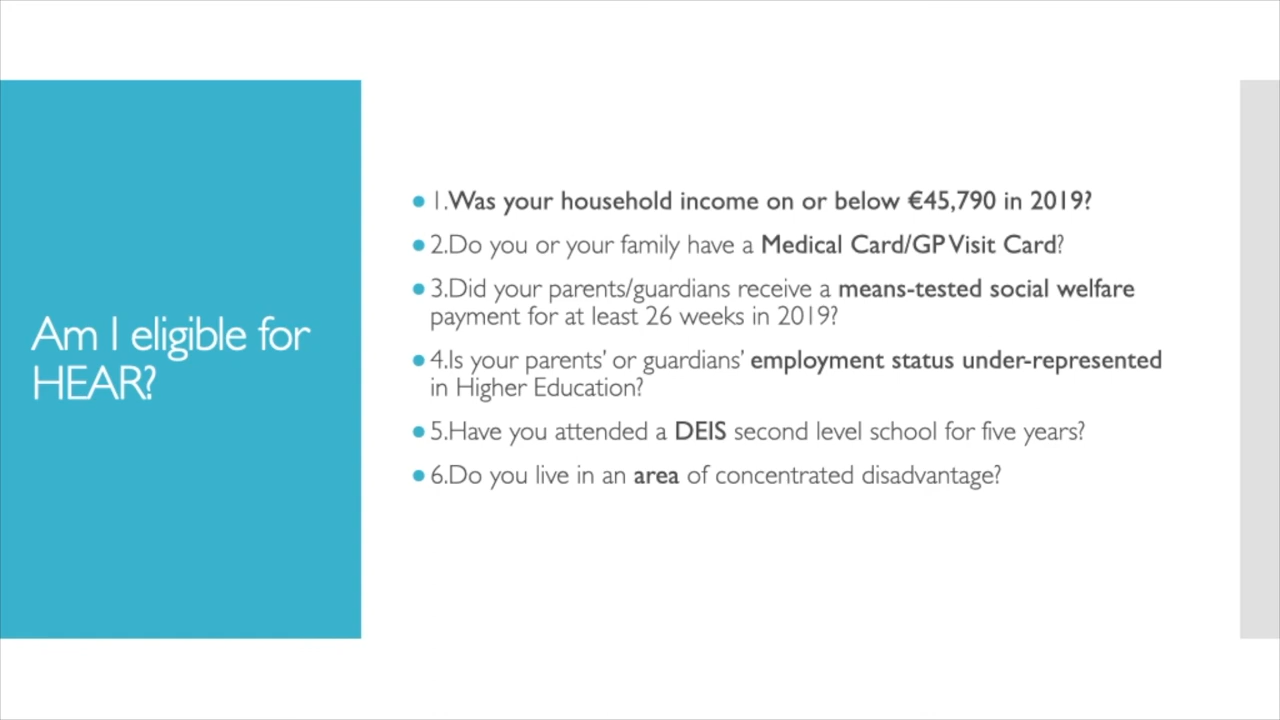 Am I eligible for
HEAR?
• 1.Was your household income on or below €45,790 in 2019?
• 2.Do you or your family have a Medical Card/GP Visit Card?
• 3.Did your parents/guardians receive a means-tested social welfare
payment for at least 26 weeks in 2019?
• 4.Is your parents’ or guardians’ employment status under-represented
in Higher Education?
• 5.Have you attended a DEIS second level school for five years?
• 6.Do you live in an area of concentrated disadvantage?